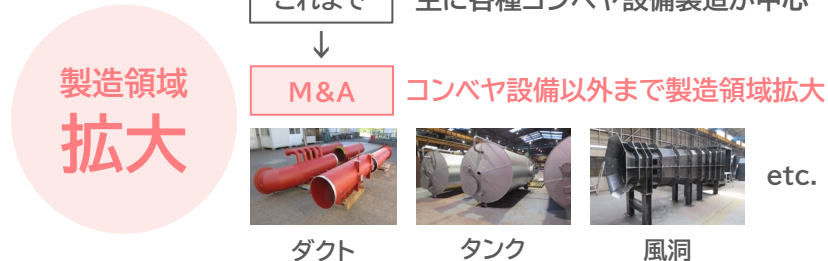 これまで
主に各種コンベヤ設備製造が中心
↓
製造領域
拡大
M&A
コンベヤ設備以外まで製造領域拡大
etc.
ダクト
タンク
風洞